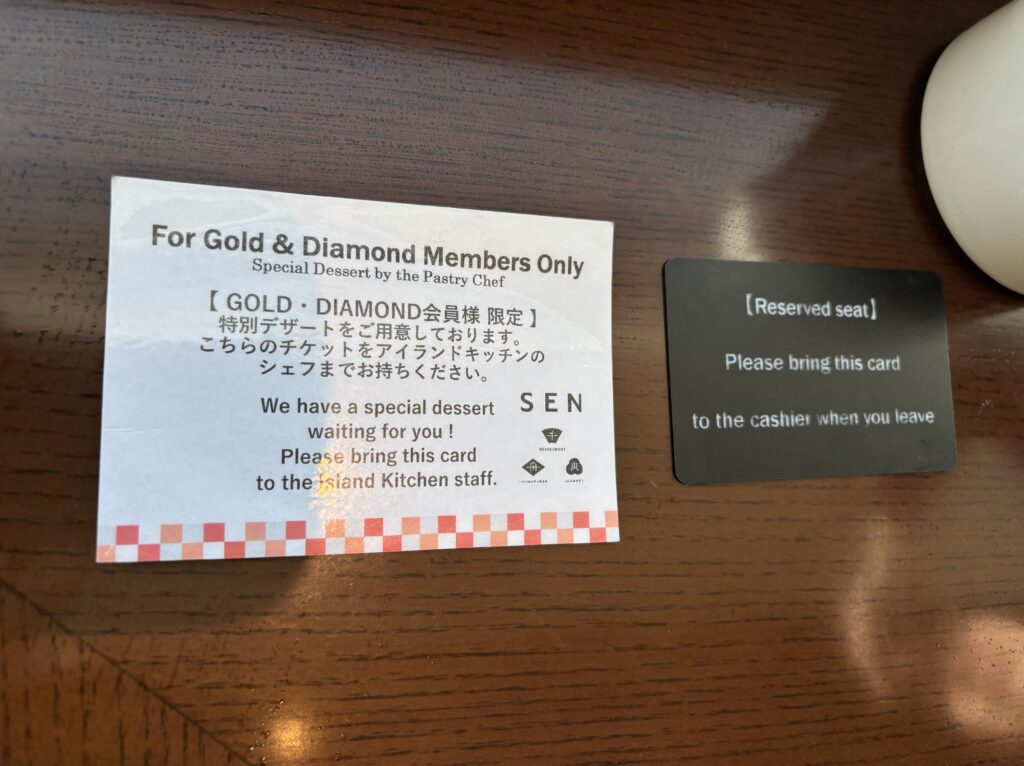 For Gold & Diamond Members Only
Special Dessert by the Pastry Chef
【 GOLD・DIAMOND会員様 限定 】
特別デザートをご用意しております。
こちらのチケットをアイランドキッチンの
シェフまでお持ちください。
We have a special dessert
waiting for you !
Please bring this card
to the Island Kitchen staff.
SEN
RESTAURANT
【Reserved seat】
Please bring this card
to the cashier when you leave